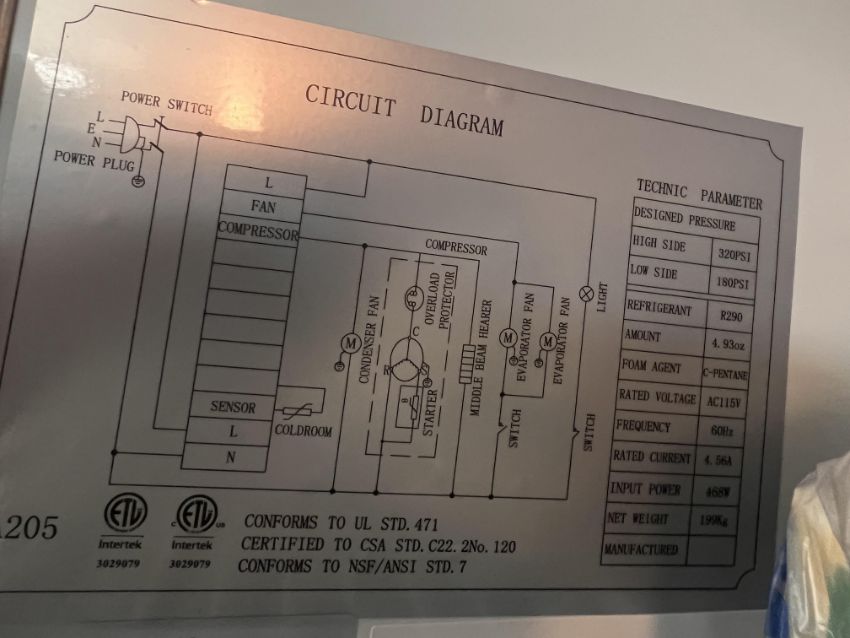 CIRCUIT DIAGRAM
POWER SWITCH
L
E
N
POWER PLUG
L
FAN
COMPRESSOR
SENSOR
L
N
COLDROOM
M
CONDENSER FAN
COMPRESSOR
OVERLOAD
PROTECTOR
C
R
S
θ
STARTER
MIDDLE BEAM HEARER
M
EVAPORATOR FAN
M
EVAPORATOR FAN
SWITCH
LIGHT
SWITCH
TECHNIC PARAMETER
DESIGNED PRESSURE
HIGH SIDE 320PSI
LOW SIDE 180PSI
REFRIGERANT R290
AMOUNT 4.93oz
FOAM AGENT C-PENTANE
RATED VOLTAGE AC115V
FREQUENCY 60Hz
RATED CURRENT 4.56A
INPUT POWER 468W
NET WEIGHT 199Kg
MANUFACTURED
205
ETL
Intertek
3029079
C ETL US
Intertek
3029079
CONFORMS TO UL STD.471
CERTIFIED TO CSA STD.C22.2No.120
CONFORMS TO NSF/ANSI STD.7